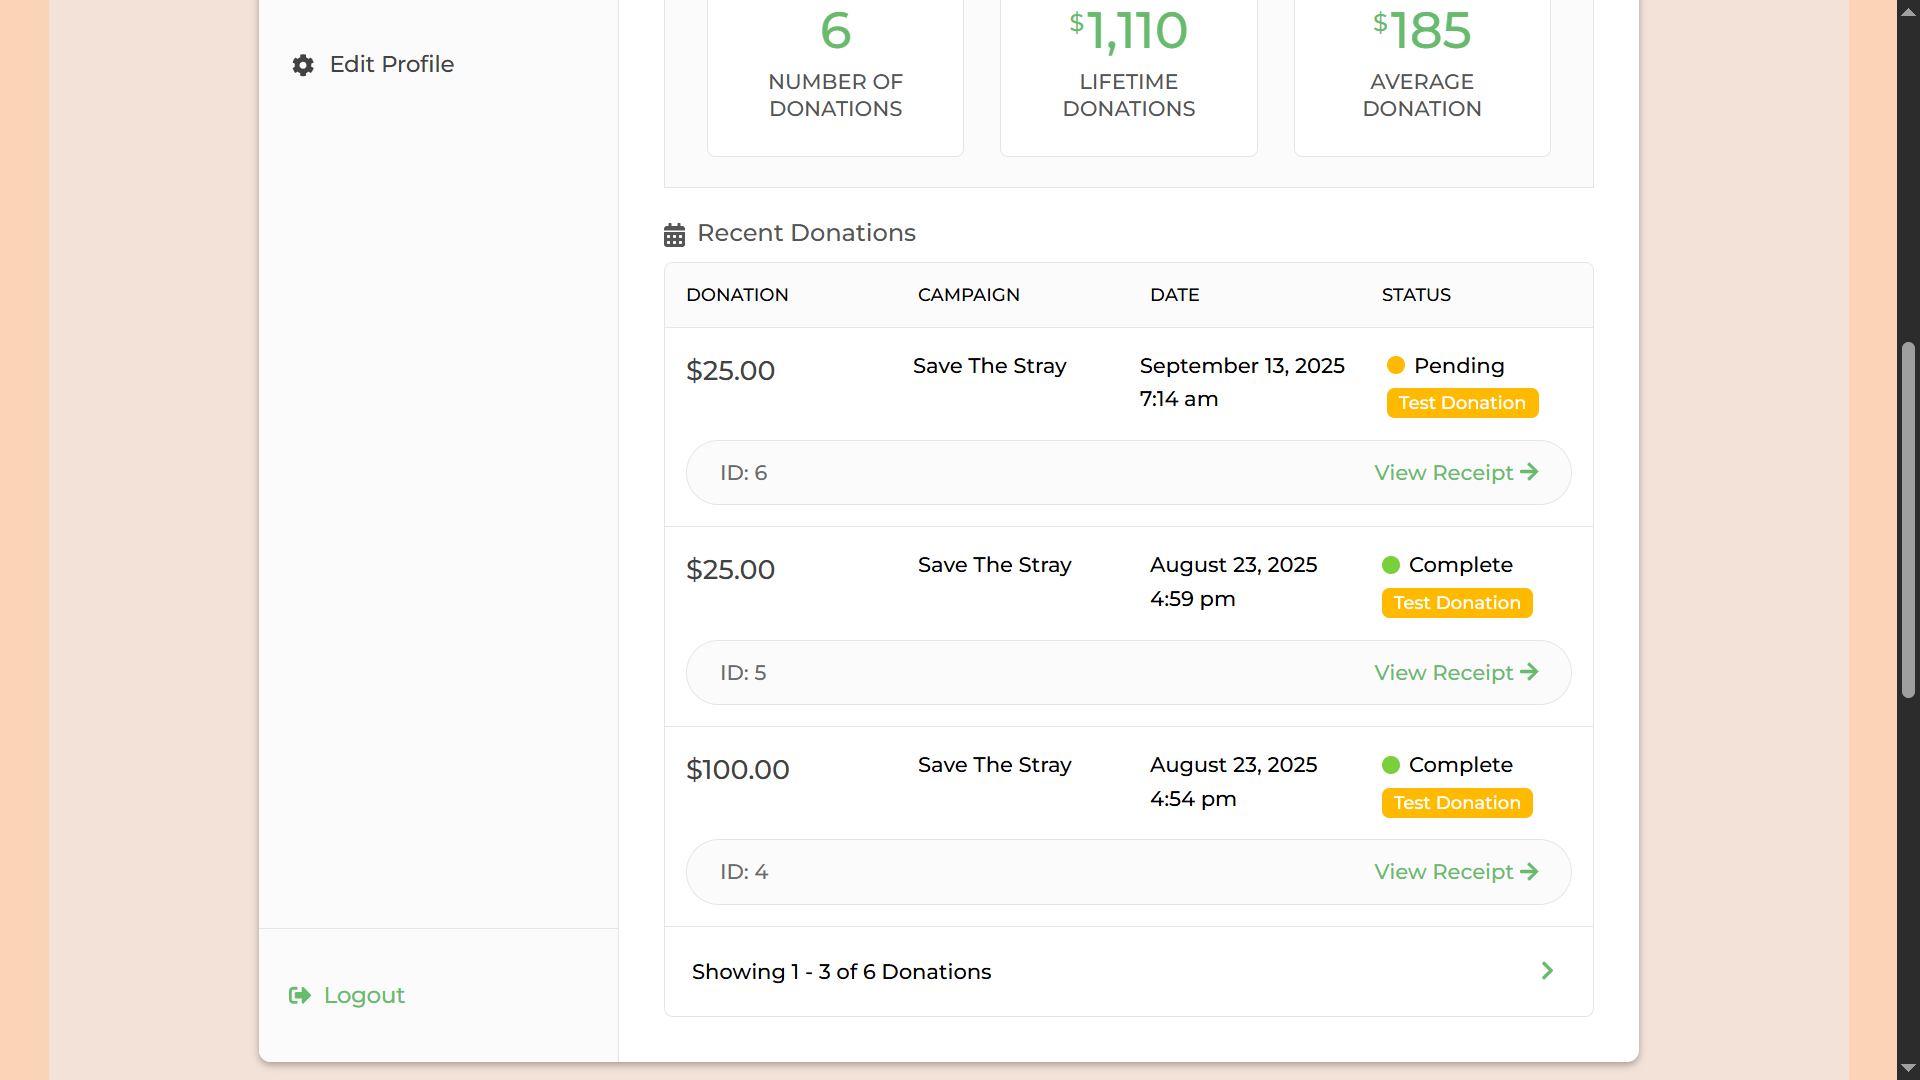 Edit Profile
6
NUMBER OF
DONATIONS
$1,110
LIFETIME
DONATIONS
$185
AVERAGE
DONATION
Recent Donations
DONATION CAMPAIGN DATE STATUS
$25.00 Save The Stray September 13, 2025 Pending
7:14 am Test Donation
ID: 6 View Receipt
$25.00 Save The Stray August 23, 2025 Complete
4:59 pm Test Donation
ID: 5 View Receipt
$100.00 Save The Stray August 23, 2025 Complete
4:54 pm Test Donation
ID: 4 View Receipt
Showing 1 - 3 of 6 Donations
Logout